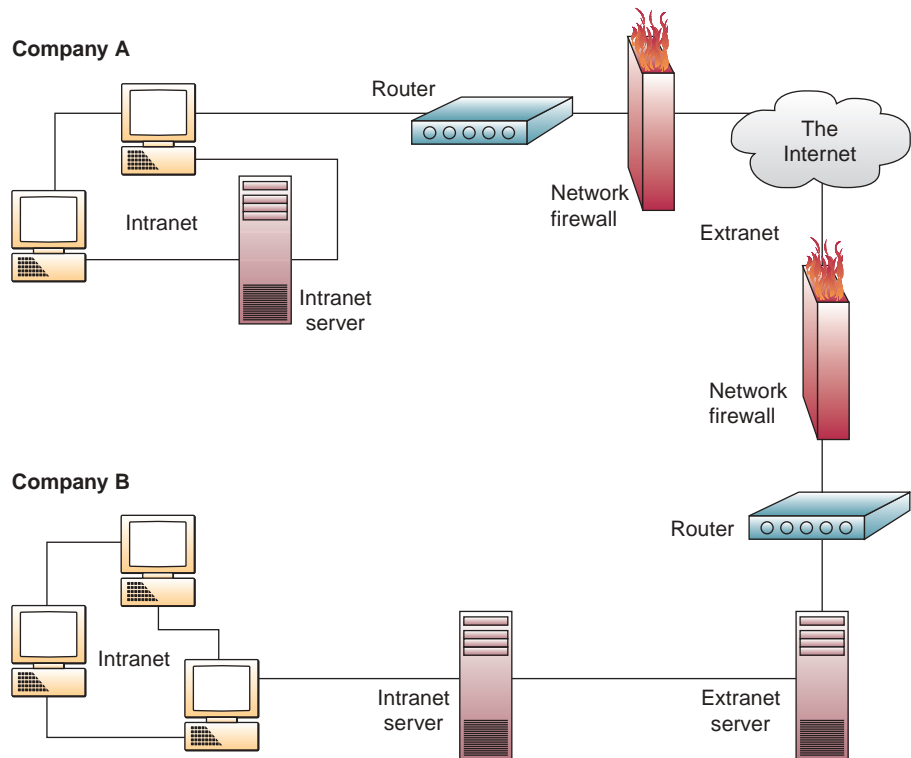 Company A
Router
The
Internet
Network
firewall
Intranet
Extranet
Intranet
server
Network
firewall
Company B
Router
Intranet
Intranet
server
Extranet
server